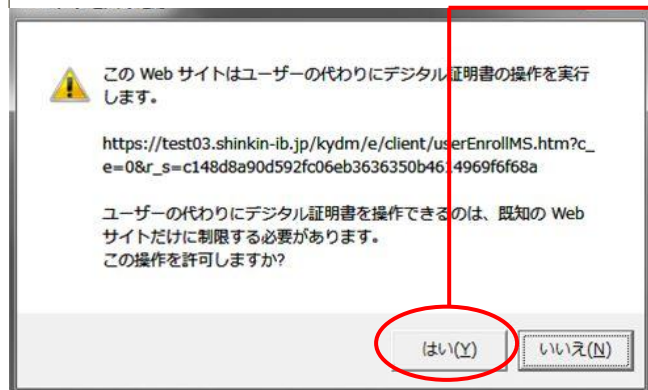 この Web サイトはユーザーの代わりにデジタル証明書の操作を実行
します。
https://test03.shinkin-ib.jp/kydm/e/client/userEnrollMS.htm?c_
e=0&r_s=c148d8a90d592fc06eb3636350b4614969f6f68a
ユーザーの代わりにデジタル証明書を操作できるのは、既知の Web
サイトだけに制限する必要があります。
この操作を許可しますか?
はい(Y)
いいえ(N)